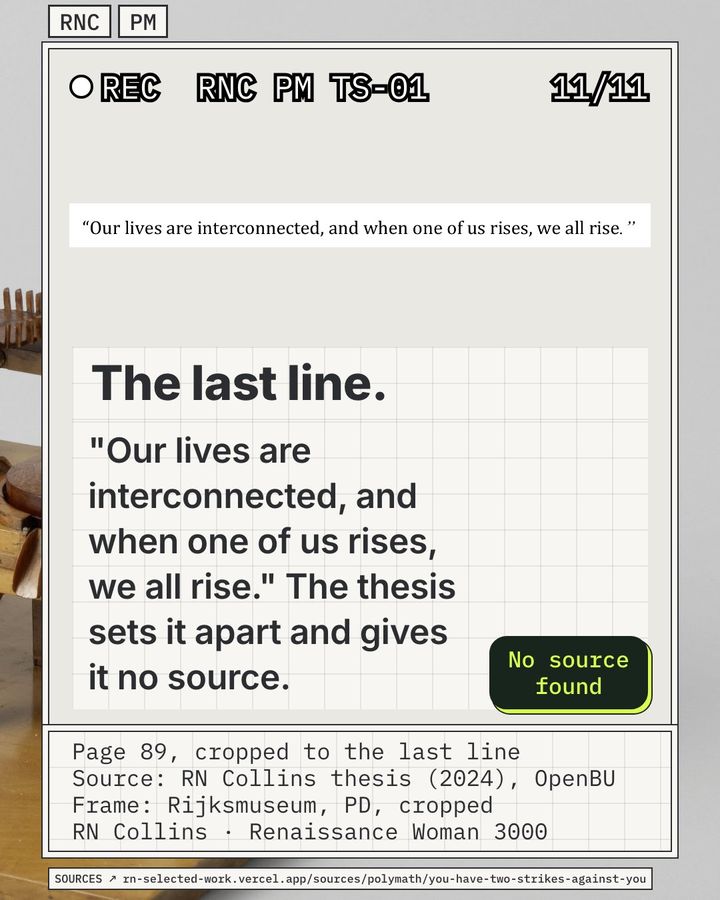 RNC PM
REC RNC PM TS-01 11/11
“Our lives are interconnected, and when one of us rises, we all rise. ’’
The last line.
"Our lives are
interconnected, and
when one of us rises,
we all rise." The thesis
sets it apart and gives
it no source.
No source
found
Page 89, cropped to the last line
Source: RN Collins thesis (2024), OpenBU
Frame: Rijksmuseum, PD, cropped
RN Collins · Renaissance Woman 3000
SOURCES ↗ rn-selected-work.vercel.app/sources/polymath/you-have-two-strikes-against-you